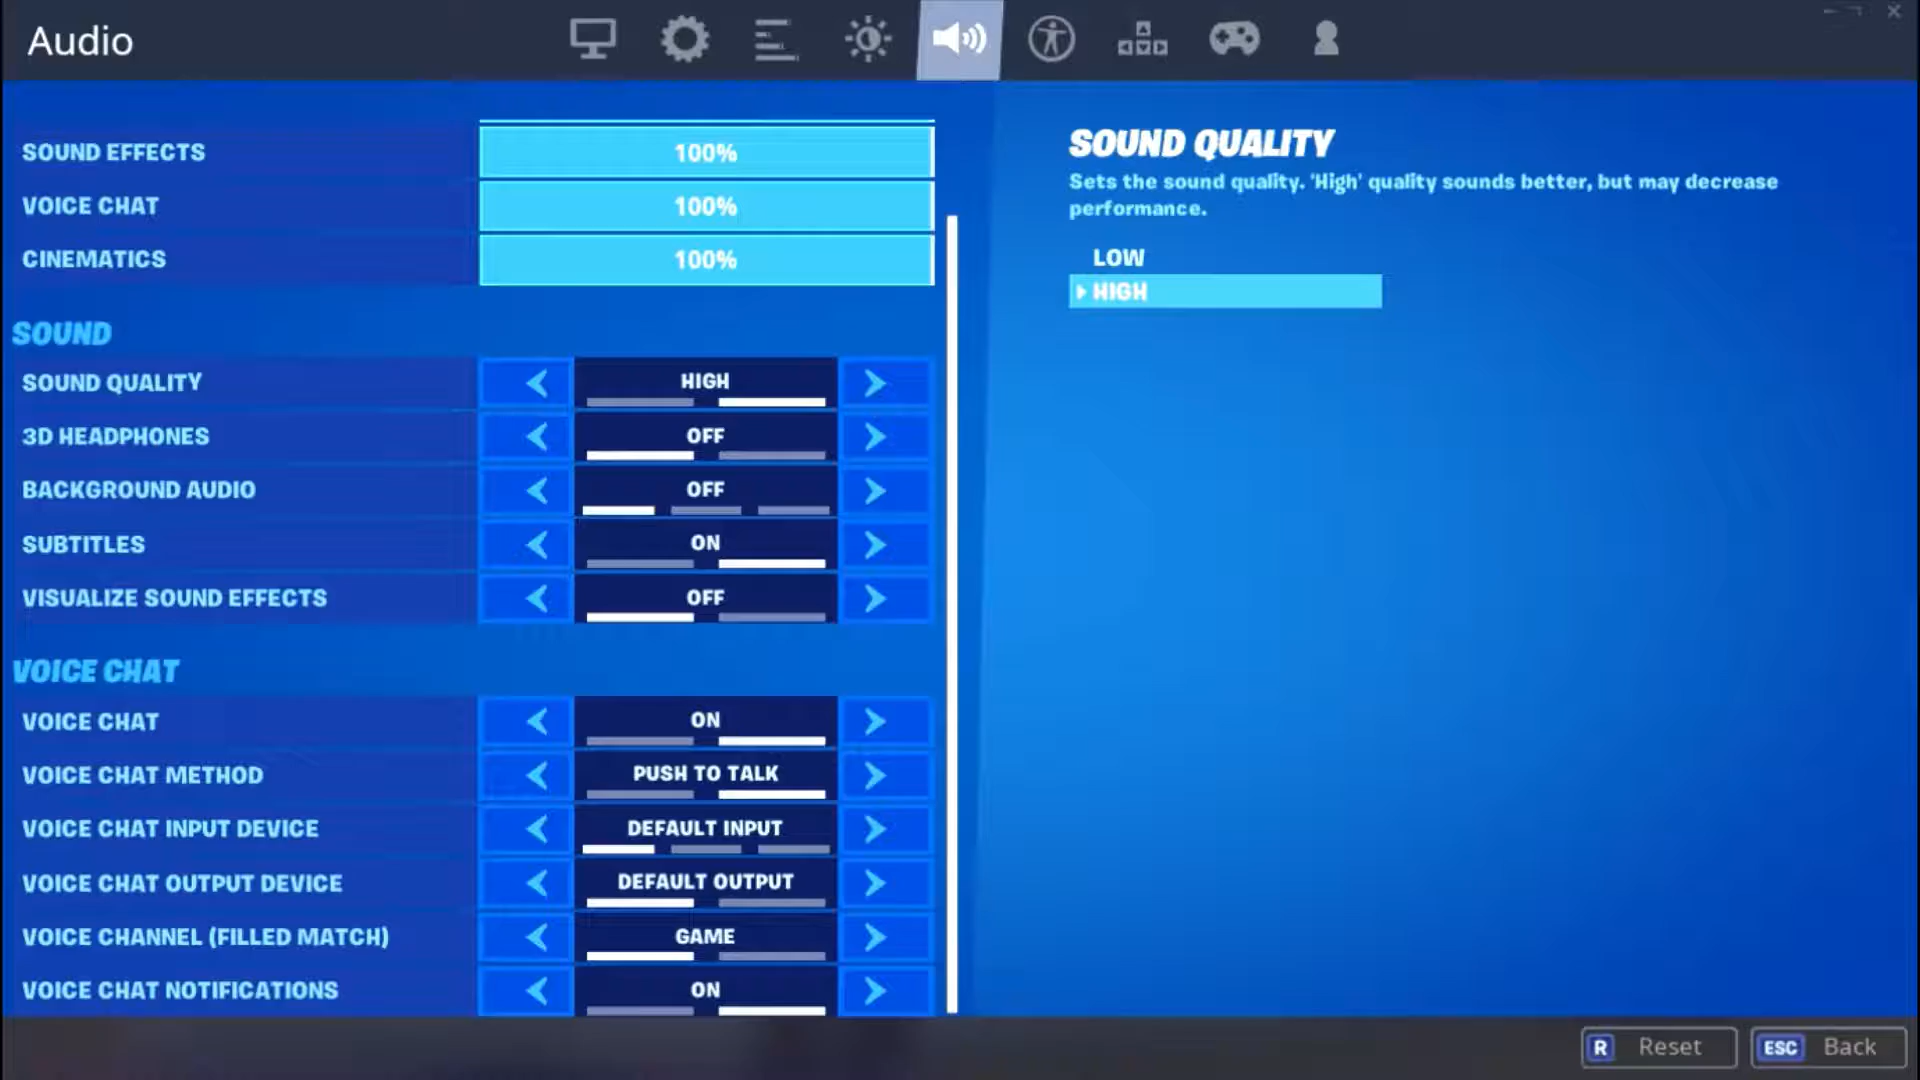 Audio
SOUND EFFECTS
100%
VOICE CHAT
100%
CINEMATICS
100%
SOUND
SOUND QUALITY
HIGH
3D HEADPHONES
OFF
BACKGROUND AUDIO
OFF
SUBTITLES
ON
VISUALIZE SOUND EFFECTS
OFF
VOICE CHAT
VOICE CHAT
ON
VOICE CHAT METHOD
PUSH TO TALK
VOICE CHAT INPUT DEVICE
DEFAULT INPUT
VOICE CHAT OUTPUT DEVICE
DEFAULT OUTPUT
VOICE CHANNEL (FILLED MATCH)
GAME
VOICE CHAT NOTIFICATIONS
ON
SOUND QUALITY
Sets the sound quality. 'High' quality sounds better, but may decrease
performance.
LOW
HIGH
R Reset
ESC Back